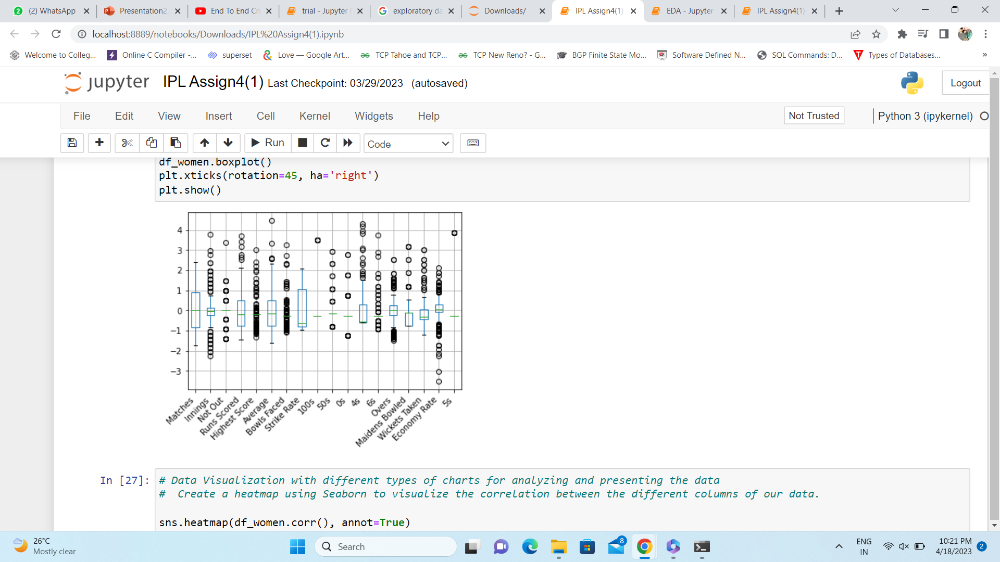 (2) WhatsApp
Presentation2.
End To End Cri
trial - Jupyter
exploratory da
Downloads/
IPL Assign4(1)
EDA - Jupyter
IPL Assign4(1)
localhost:8889/notebooks/Downloads/IPL%20Assign4(1).ipynb
Welcome to Colleg...
Online C Compiler -...
superset
Love — Google Art...
TCP Tahoe and TCP...
TCP New Reno? - G...
BGP Finite State Mo...
Software Defined N...
SQL Commands: D...
Types of Databases...
»
jupyter IPL Assign4(1) Last Checkpoint: 03/29/2023 (autosaved)
Logout
File Edit View Insert Cell Kernel Widgets Help
Not Trusted
Python 3 (ipykernel)
Run
Code
df_women.boxplot()
plt.xticks(rotation=45, ha='right')
plt.show()
4
3
2
1
0
−1
−2
−3
Matches
Innings
Not Out
Runs Scored
Highest Score
Average
Bowls Faced
Strike Rate
100s
50s
0s
4s
6s
Overs
Maidens Bowled
Wickets Taken
Economy Rate
5s
In [27]:
# Data Visualization with different types of charts for analyzing and presenting the data
#  Create a heatmap using Seaborn to visualize the correlation between the different columns of our data.
sns.heatmap(df_women.corr(), annot=True)
26°C
Mostly clear
Search
8
ENG
IN
10:21 PM
4/18/2023
2